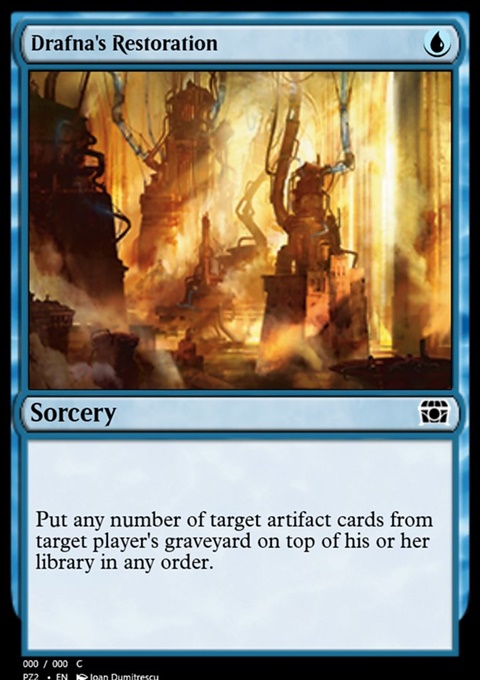 Drafna's Restoration
Sorcery
Put any number of target artifact cards from
target player's graveyard on top of his or her
library in any order.
000 / 000 C
PZ2 • EN Joan Dumitrescu